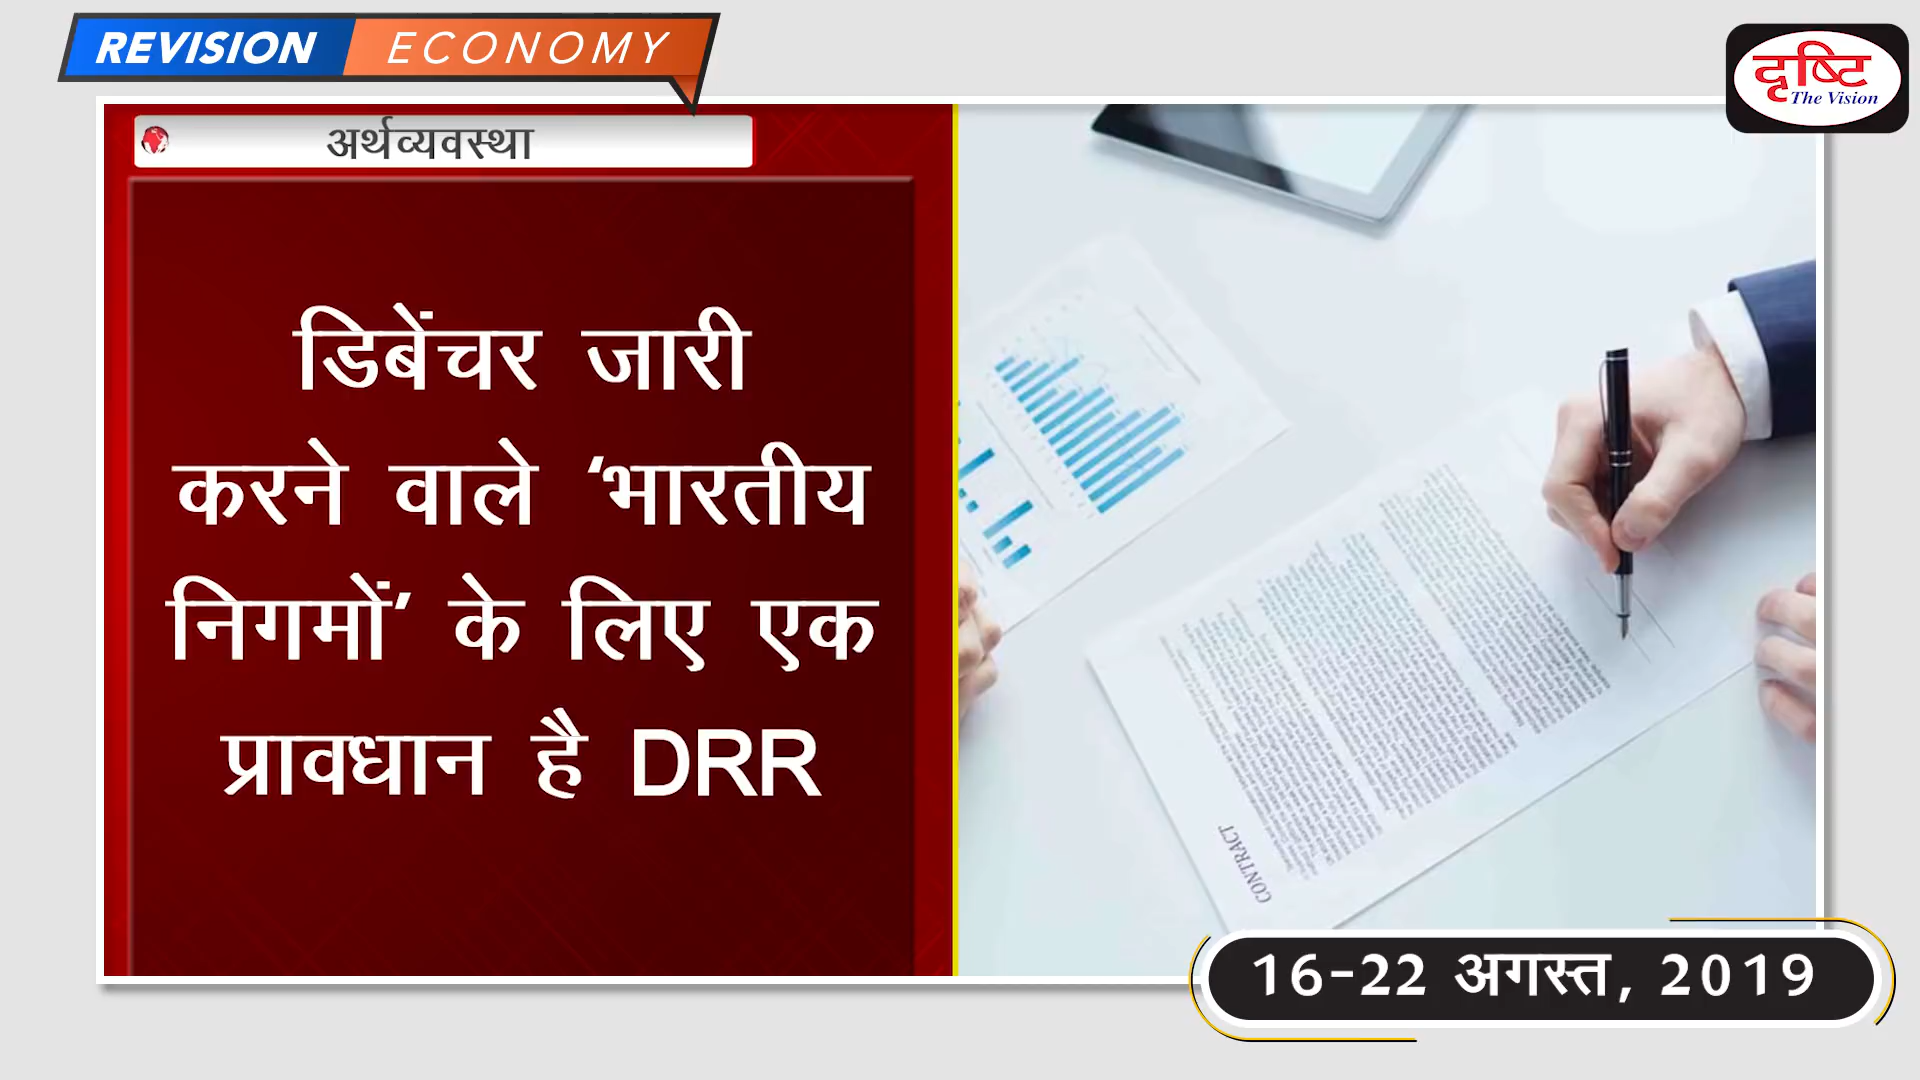 REVISION ECONOMY
दृष्टि
The Vision
अर्थव्यवस्था
डिबेंचर जारी
करने वाले ‘भारतीय
निगमों’ के लिए एक
प्रावधान है DRR
CONTRACT
16-22 अगस्त, 2019